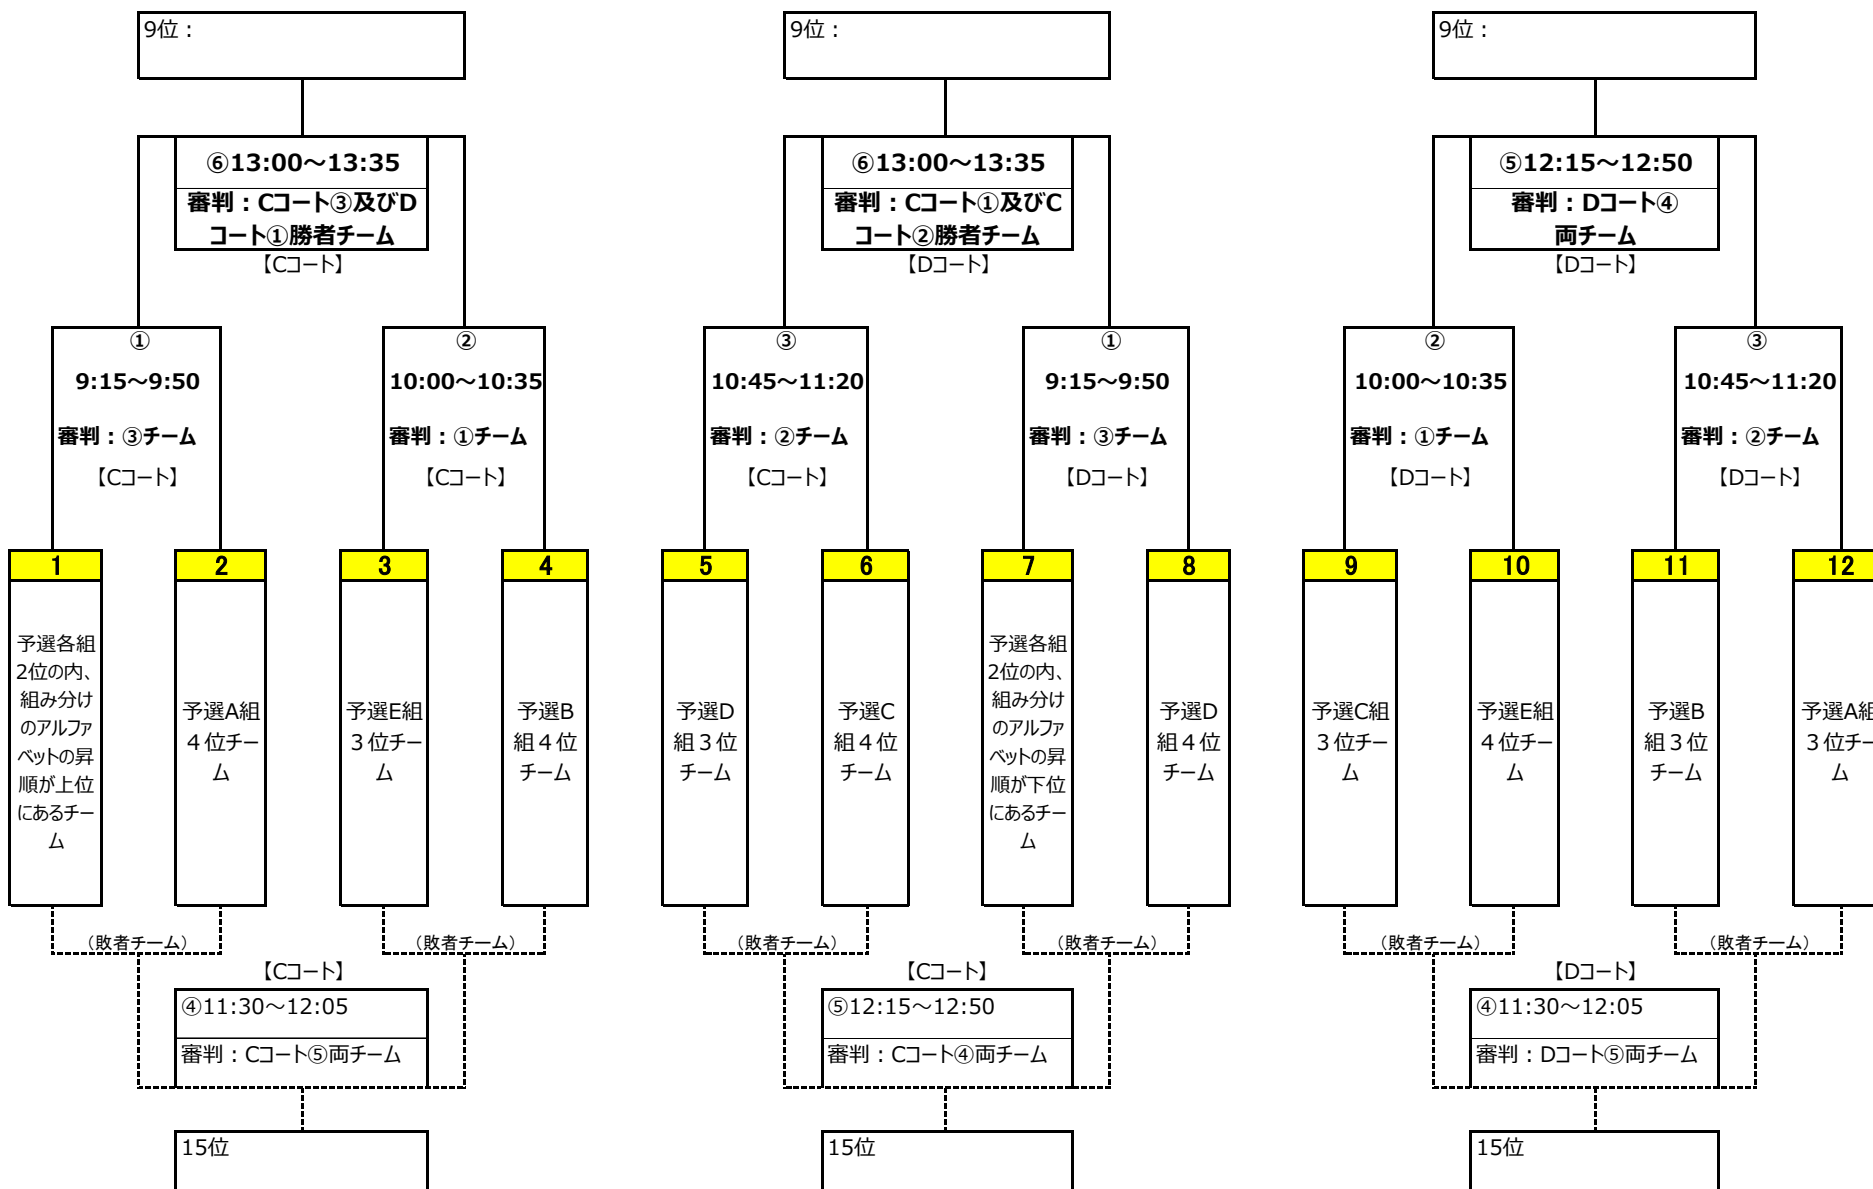 9位：
9位：
9位：
⑥13:00～13:35
審判：Cコート③及びD
コート①勝者チーム
【Cコート】
⑥13:00～13:35
審判：Cコート①及びC
コート②勝者チーム
【Dコート】
⑤12:15～12:50
審判：Dコート④
両チーム
【Dコート】
①
9:15～9:50
審判：③チーム
【Cコート】
②
10:00～10:35
審判：①チーム
【Cコート】
③
10:45～11:20
審判：②チーム
【Cコート】
①
9:15～9:50
審判：③チーム
【Dコート】
②
10:00～10:35
審判：①チーム
【Dコート】
③
10:45～11:20
審判：②チーム
【Dコート】
1
予選各組
2位の内、
組み分け
のアルファ
ベットの昇
順が上位
にあるチー
ム
2
予選A組
４位チー
ム
3
予選E組
３位チー
ム
4
予選B
組４位
チーム
5
予選D
組３位
チーム
6
予選C
組４位
チーム
7
予選各組
2位の内、
組み分け
のアルファ
ベットの昇
順が下位
にあるチー
ム
8
予選D
組４位
チーム
9
予選C組
３位チー
ム
10
予選E組
４位チー
ム
11
予選B
組３位
チーム
12
予選A組
３位チー
ム
（敗者チーム）
（敗者チーム）
（敗者チーム）
（敗者チーム）
（敗者チーム）
（敗者チーム）
【Cコート】
④11:30～12:05
審判：Cコート⑤両チーム
【Cコート】
⑤12:15～12:50
審判：Cコート④両チーム
【Dコート】
④11:30～12:05
審判：Dコート⑤両チーム
15位
15位
15位